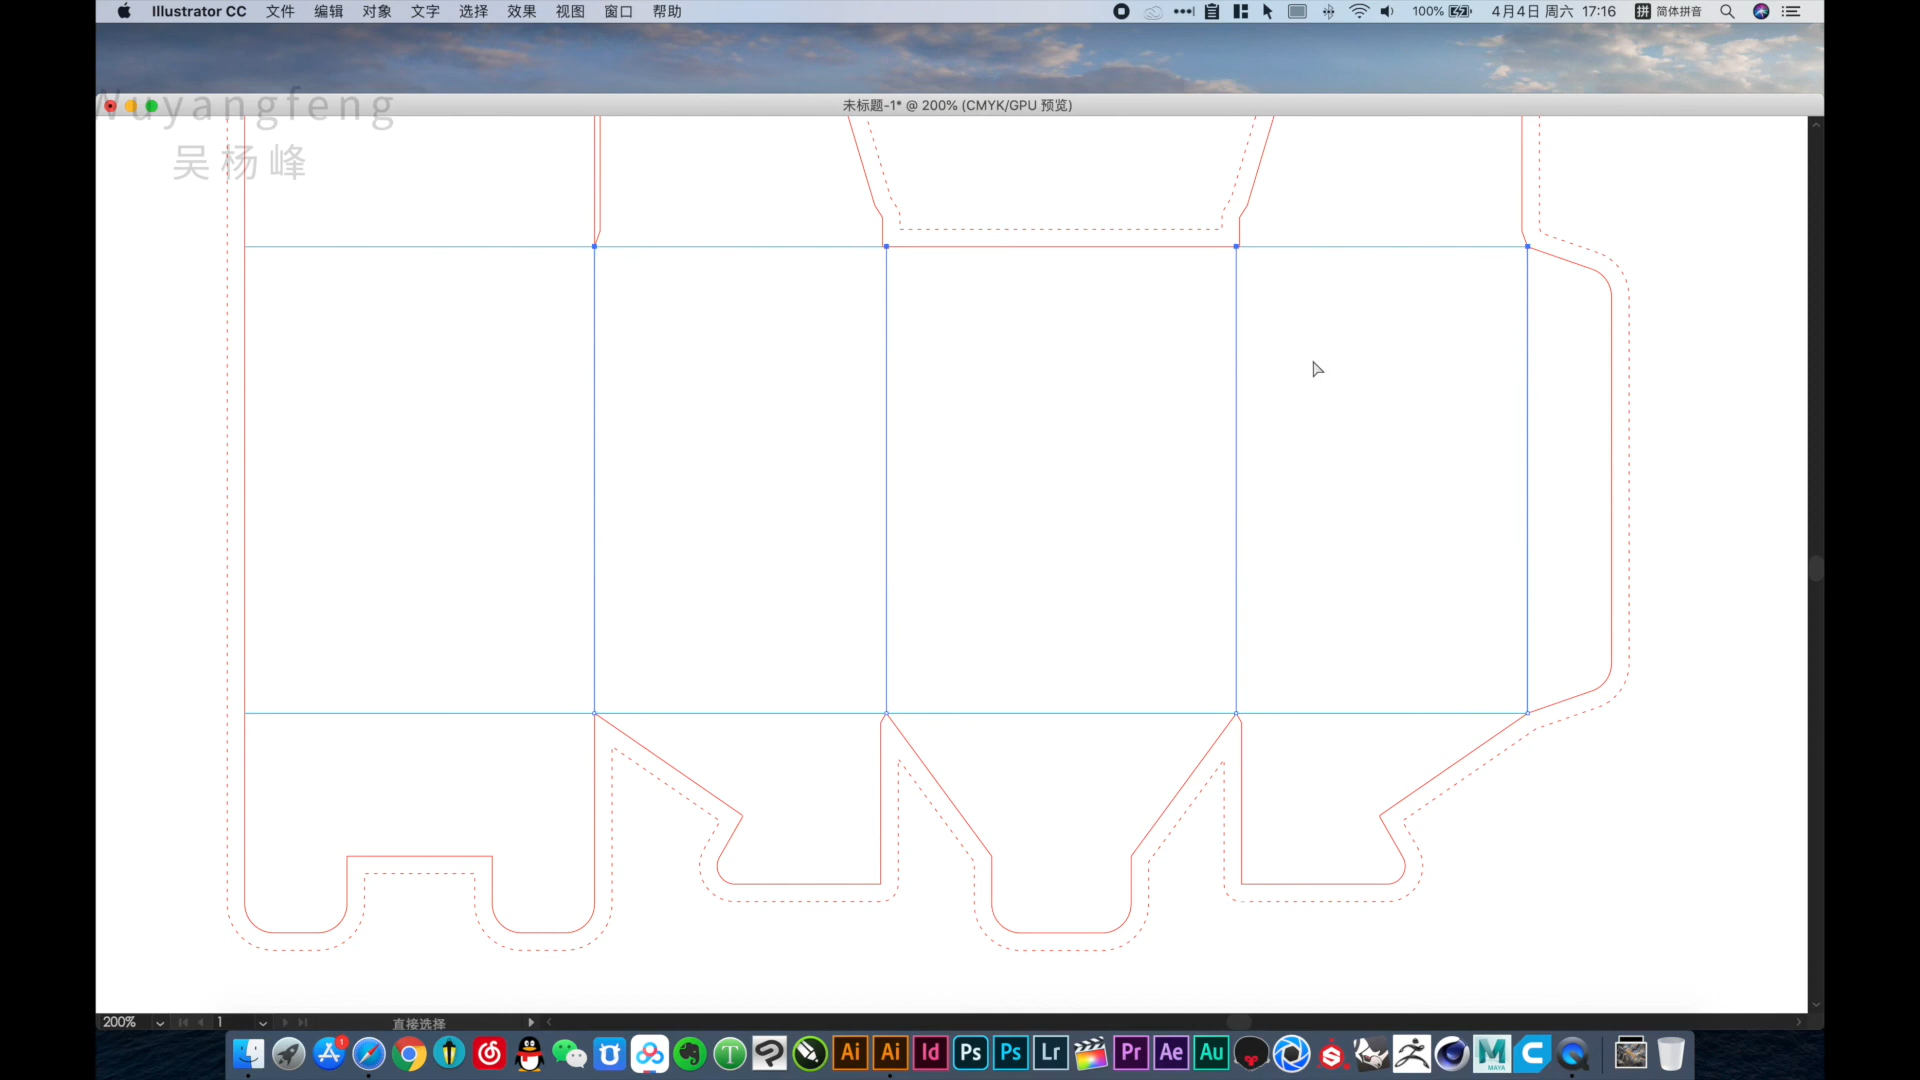 Illustrator CC 文件 编辑 对象 文字 选择 效果 视图 窗口 帮助 100% 4月4日 周六 17:16 拼 简体拼音
未标题-1* @ 200% (CMYK/GPU 预览)
Wuyangfeng
吴杨峰
200% 1 直接选择
1 T Ai Ai Id Ps Ps Lr Pr Ae Au M MAYA C